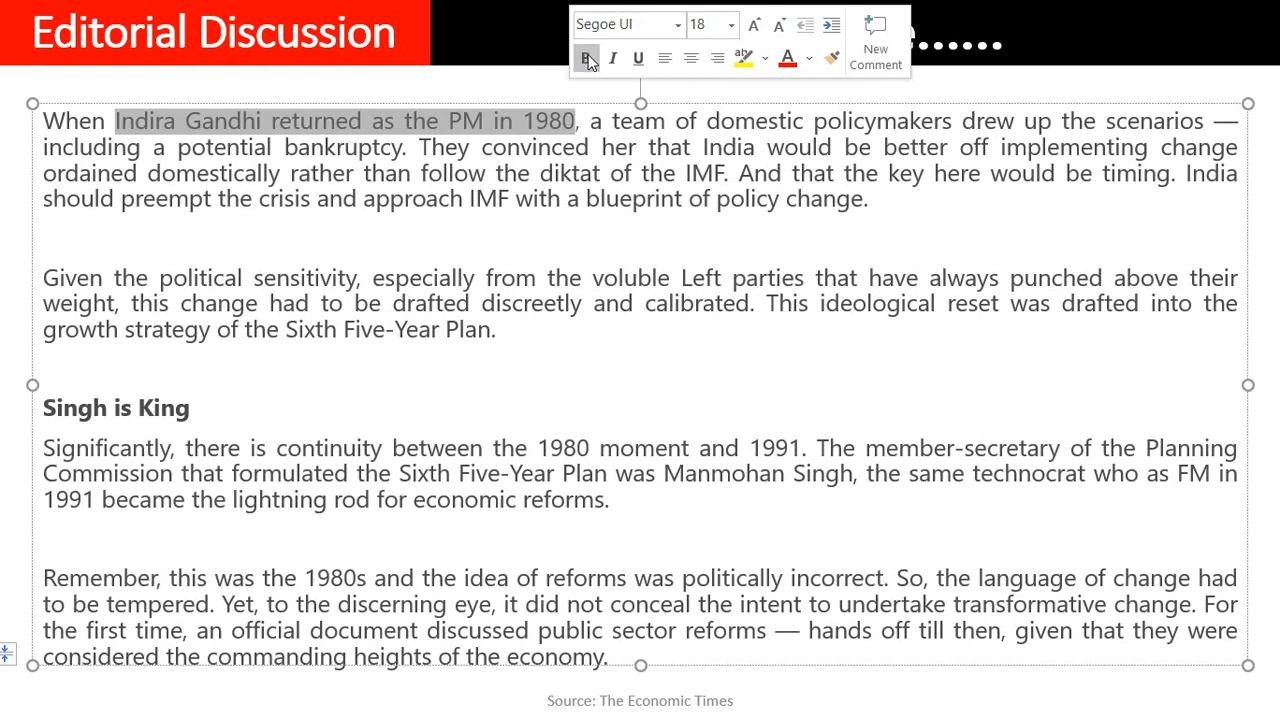 Editorial Discussion
e......
Segoe UI 18 A A
B I U ab A New Comment
When Indira Gandhi returned as the PM in 1980, a team of domestic policymakers drew up the scenarios —
including a potential bankruptcy. They convinced her that India would be better off implementing change
ordained domestically rather than follow the diktat of the IMF. And that the key here would be timing. India
should preempt the crisis and approach IMF with a blueprint of policy change.
Given the political sensitivity, especially from the voluble Left parties that have always punched above their
weight, this change had to be drafted discreetly and calibrated. This ideological reset was drafted into the
growth strategy of the Sixth Five-Year Plan.
Singh is King
Significantly, there is continuity between the 1980 moment and 1991. The member-secretary of the Planning
Commission that formulated the Sixth Five-Year Plan was Manmohan Singh, the same technocrat who as FM in
1991 became the lightning rod for economic reforms.
Remember, this was the 1980s and the idea of reforms was politically incorrect. So, the language of change had
to be tempered. Yet, to the discerning eye, it did not conceal the intent to undertake transformative change. For
the first time, an official document discussed public sector reforms — hands off till then, given that they were
considered the commanding heights of the economy.
Source: The Economic Times